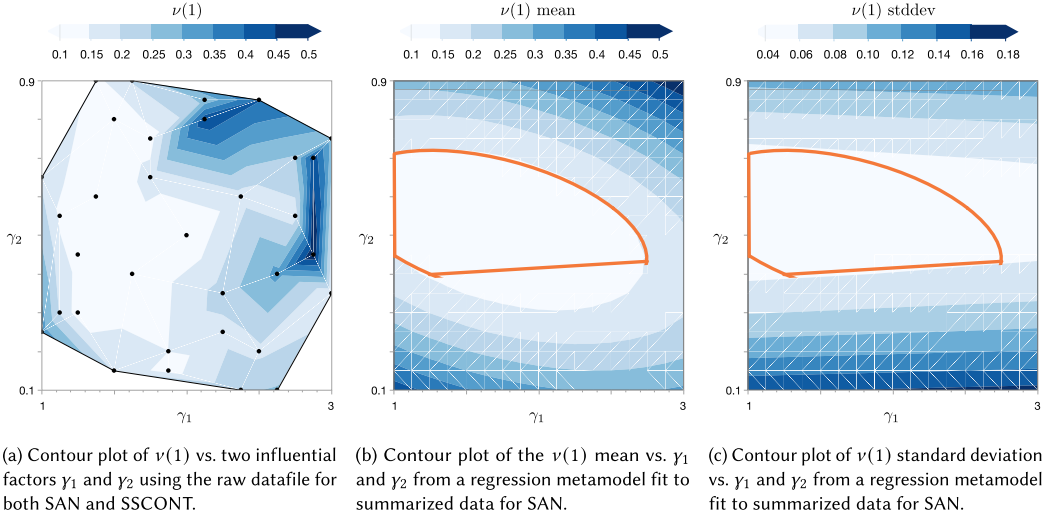 ν(1)
0.1 0.15 0.2 0.25 0.3 0.35 0.4 0.45 0.5
0.9
γ₂
0.1
1 3
γ₁
ν(1) mean
0.1 0.15 0.2 0.25 0.3 0.35 0.4 0.45 0.5
0.9
γ₂
0.1
1 3
γ₁
ν(1) stddev
0.04 0.06 0.08 0.10 0.12 0.14 0.16 0.18
0.9
γ₂
0.1
1 3
γ₁
(a) Contour plot of ν(1) vs. two influential
factors γ₁ and γ₂ using the raw datafile for
both SAN and SSCONT.
(b) Contour plot of the ν(1) mean vs. γ₁
and γ₂ from a regression metamodel fit to
summarized data for SAN.
(c) Contour plot of ν(1) standard deviation
vs. γ₁ and γ₂ from a regression metamodel
fit to summarized data for SAN.